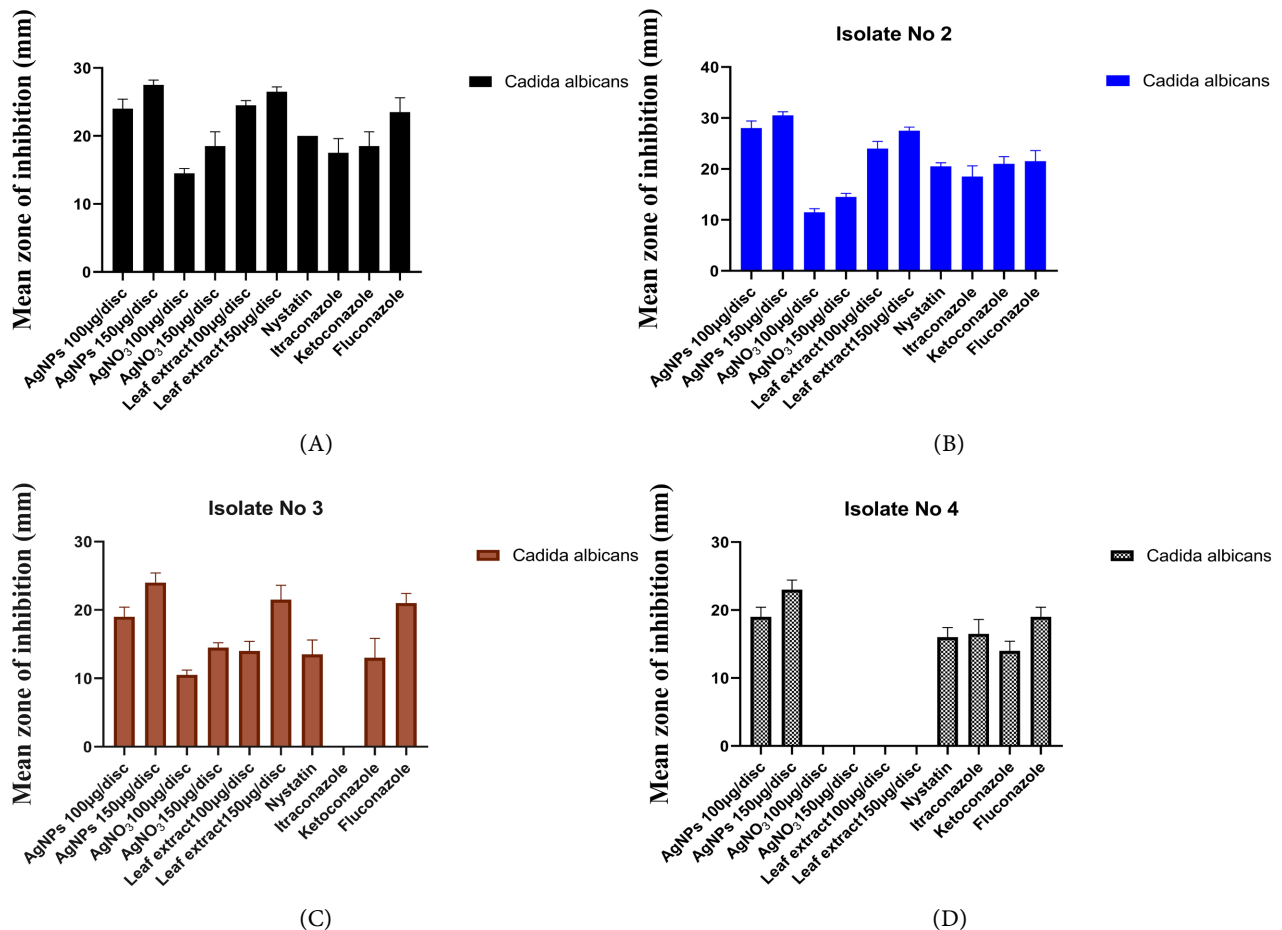 Mean zone of inhibition (mm)
30
20
10
0
Cadida albicans
AgNPs 100µg/disc
AgNPs 150µg/disc
AgNO₃ 100µg/disc
AgNO₃ 150µg/disc
Leaf extract100µg/disc
Leaf extract150µg/disc
Nystatin
Itraconazole
Ketoconazole
Fluconazole
(A)
Isolate No 2
Mean zone of inhibition (mm)
40
30
20
10
0
Cadida albicans
AgNPs 100µg/disc
AgNPs 150µg/disc
AgNO₃ 100µg/disc
AgNO₃ 150µg/disc
Leaf extract100µg/disc
Leaf extract150µg/disc
Nystatin
Itraconazole
Ketoconazole
Fluconazole
(B)
Isolate No 3
Mean zone of inhibition (mm)
30
20
10
0
Cadida albicans
AgNPs 100µg/disc
AgNPs 150µg/disc
AgNO₃ 100µg/disc
AgNO₃ 150µg/disc
Leaf extract100µg/disc
Leaf extract150µg/disc
Nystatin
Itraconazole
Ketoconazole
Fluconazole
(C)
Isolate No 4
Mean zone of inhibition (mm)
30
20
10
0
Cadida albicans
AgNPs 100µg/disc
AgNPs 150µg/disc
AgNO₃ 100µg/disc
AgNO₃ 150µg/disc
Leaf extract100µg/disc
Leaf extract150µg/disc
Nystatin
Itraconazole
Ketoconazole
Fluconazole
(D)